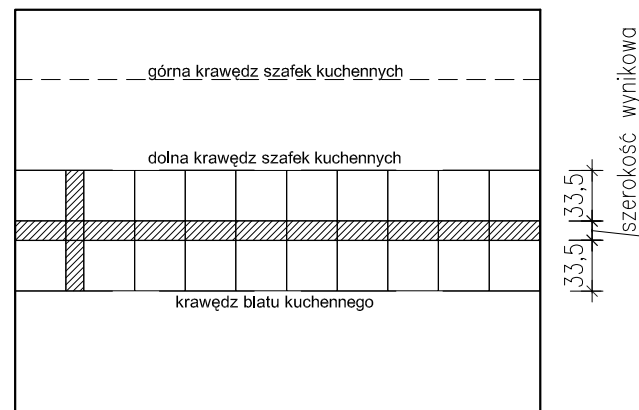 górna krawędz szafek kuchennych
dolna krawędz szafek kuchennych
krawędz blatu kuchennego
33,5
33,5
szerokość wynikowa